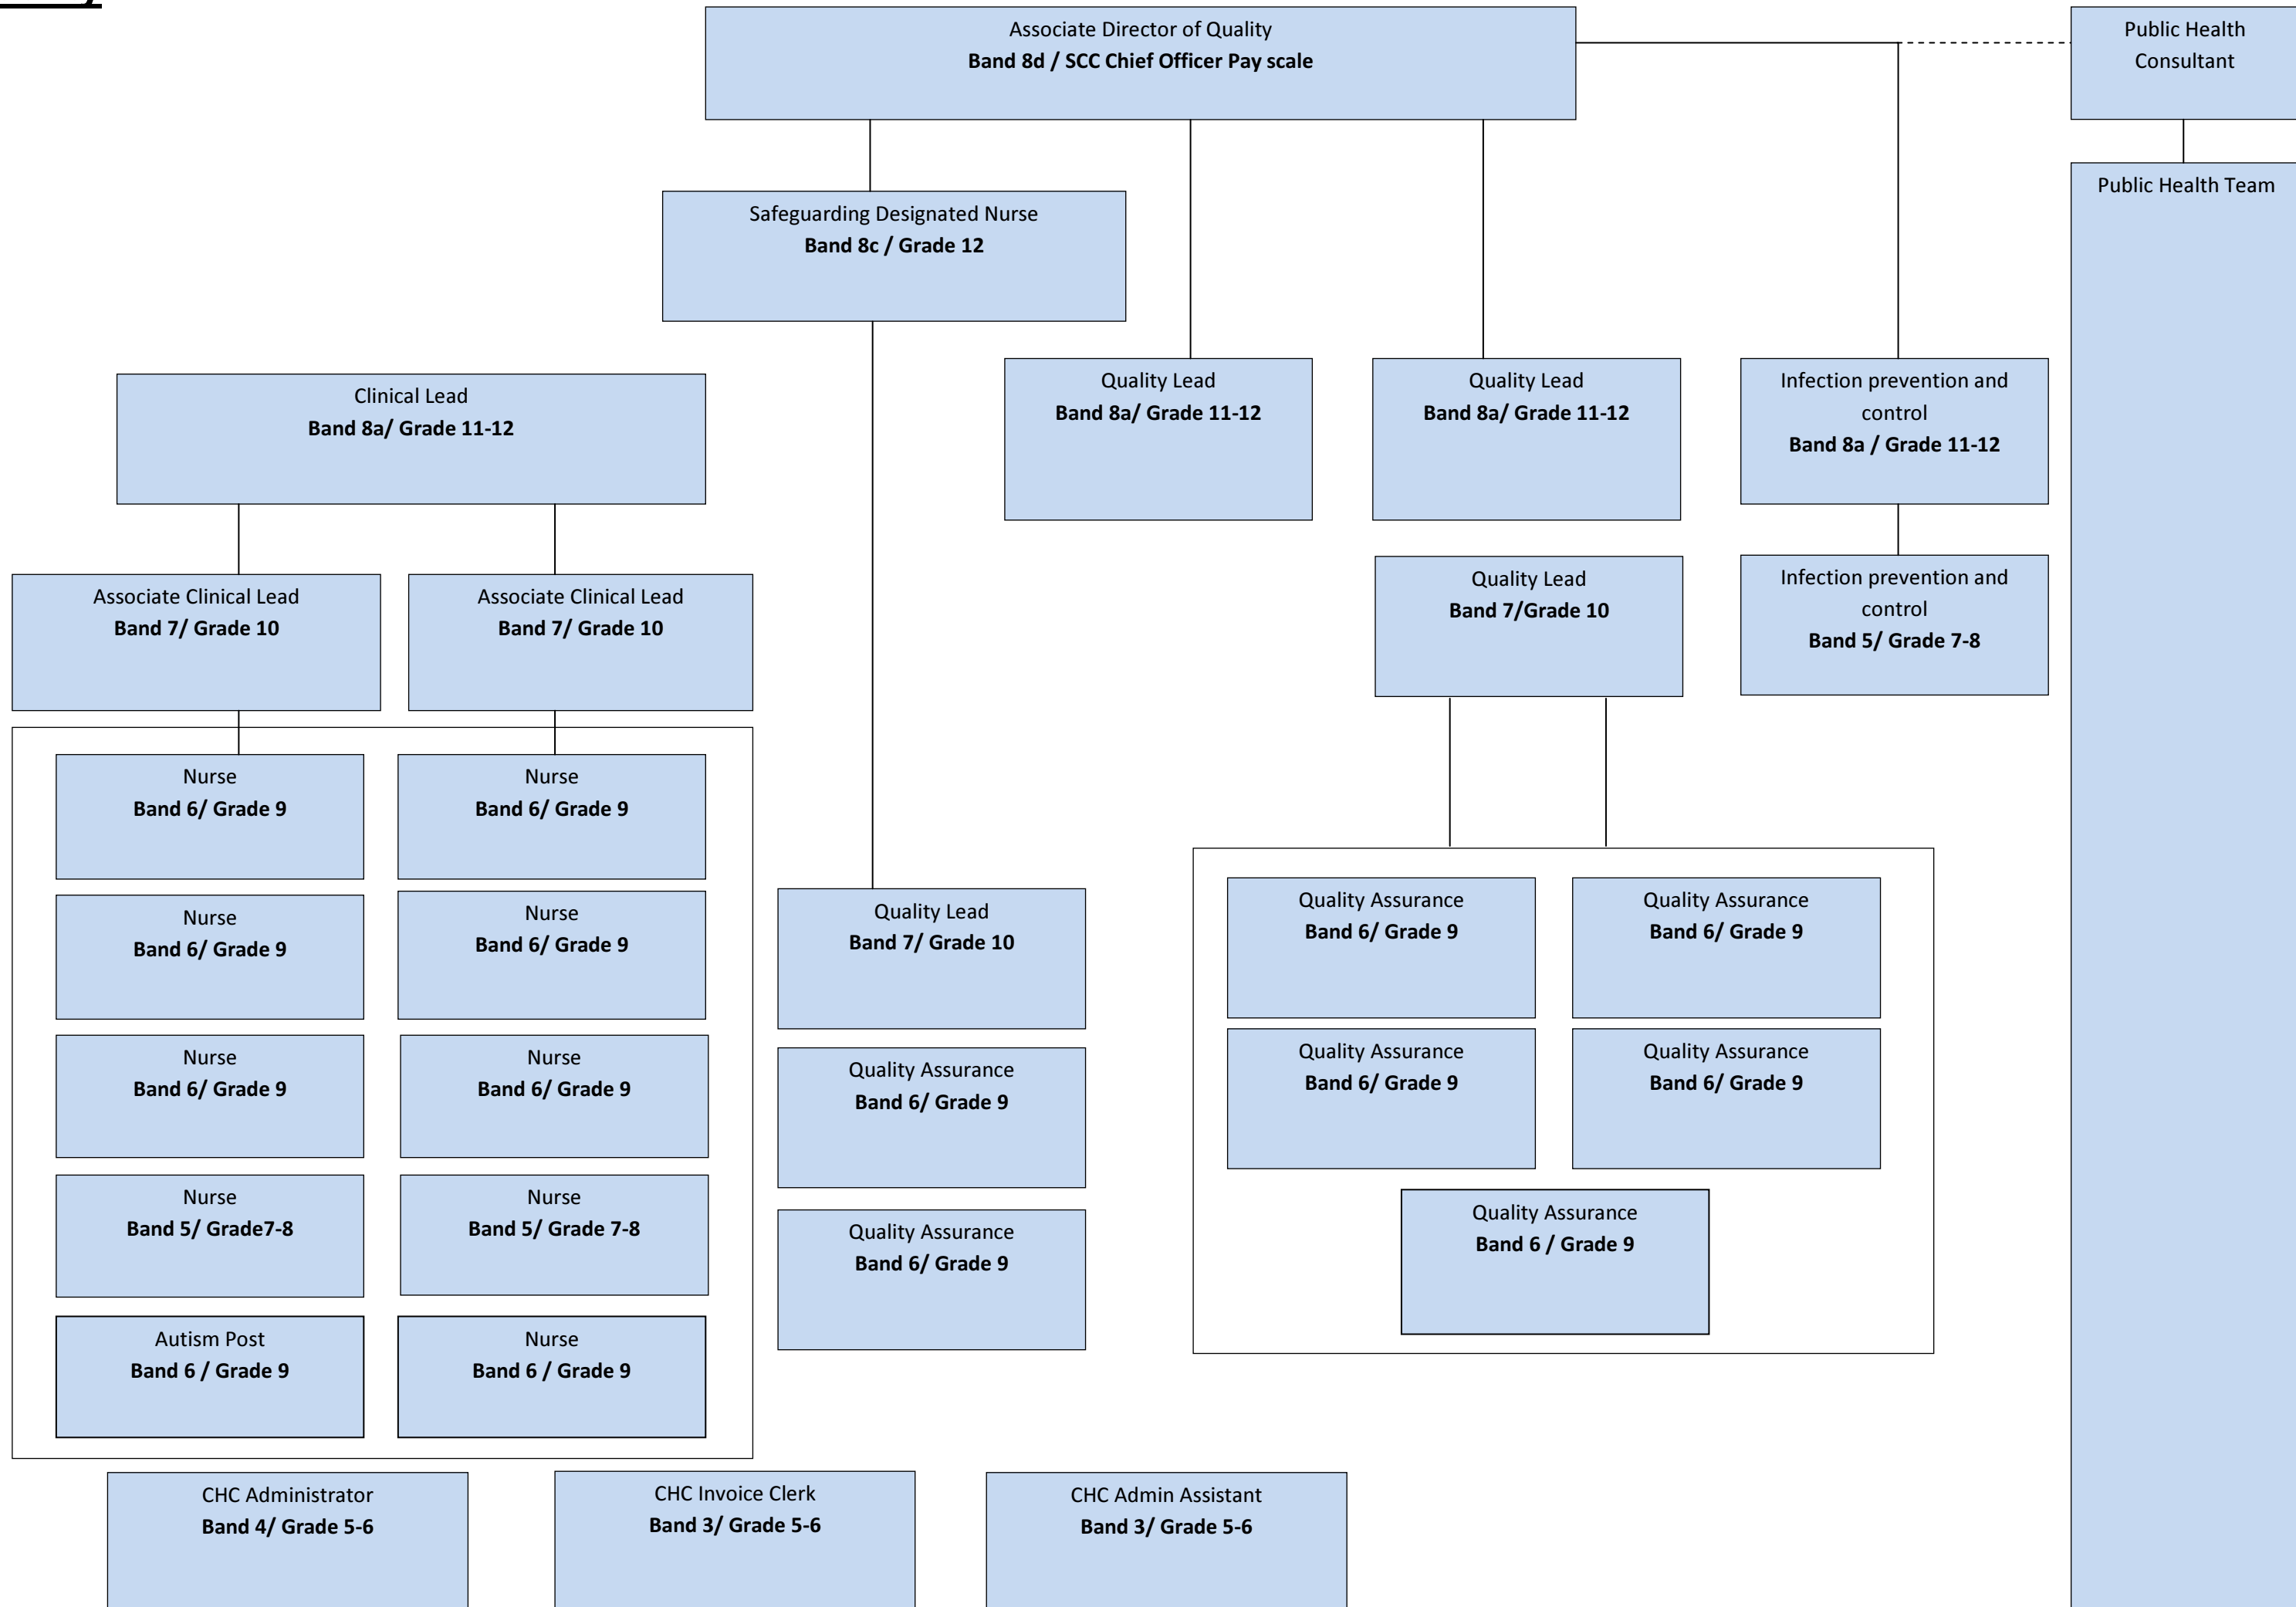 Associate Director of Quality
Band 8d / SCC Chief Officer Pay scale
Public Health
Consultant
Public Health Team
Safeguarding Designated Nurse
Band 8c / Grade 12
Clinical Lead
Band 8a/ Grade 11-12
Quality Lead
Band 8a/ Grade 11-12
Quality Lead
Band 8a/ Grade 11-12
Infection prevention and
control
Band 8a / Grade 11-12
Associate Clinical Lead
Band 7/ Grade 10
Associate Clinical Lead
Band 7/ Grade 10
Quality Lead
Band 7/Grade 10
Infection prevention and
control
Band 5/ Grade 7-8
Nurse
Band 6/ Grade 9
Nurse
Band 6/ Grade 9
Nurse
Band 6/ Grade 9
Nurse
Band 6/ Grade 9
Nurse
Band 6/ Grade 9
Nurse
Band 6/ Grade 9
Nurse
Band 5/ Grade7-8
Nurse
Band 5/ Grade 7-8
Autism Post
Band 6 / Grade 9
Nurse
Band 6 / Grade 9
Quality Lead
Band 7/ Grade 10
Quality Assurance
Band 6/ Grade 9
Quality Assurance
Band 6/ Grade 9
Quality Assurance
Band 6/ Grade 9
Quality Assurance
Band 6/ Grade 9
Quality Assurance
Band 6/ Grade 9
Quality Assurance
Band 6/ Grade 9
Quality Assurance
Band 6 / Grade 9
CHC Administrator
Band 4/ Grade 5-6
CHC Invoice Clerk
Band 3/ Grade 5-6
CHC Admin Assistant
Band 3/ Grade 5-6